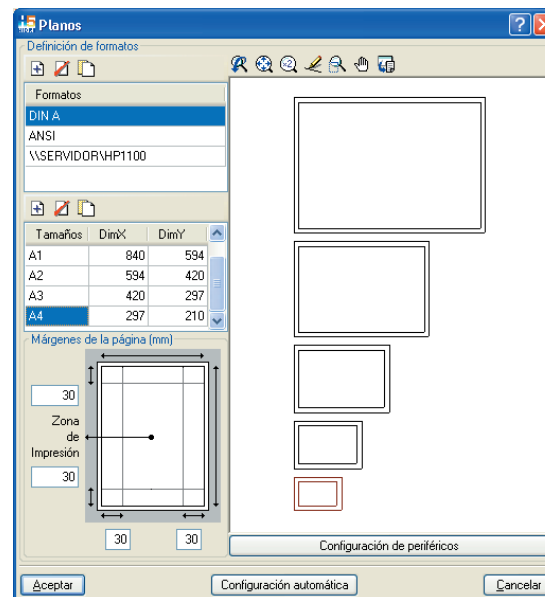 Planos
Definición de formatos
Formatos
DIN A
ANSI
\\SERVIDOR\HP1100
Tamaños DimX DimY
A1 840 594
A2 594 420
A3 420 297
A4 297 210
Márgenes de la página (mm)
30
Zona
de
Impresión
30
30 30
Configuración de periféricos
Aceptar Configuración automática Cancelar